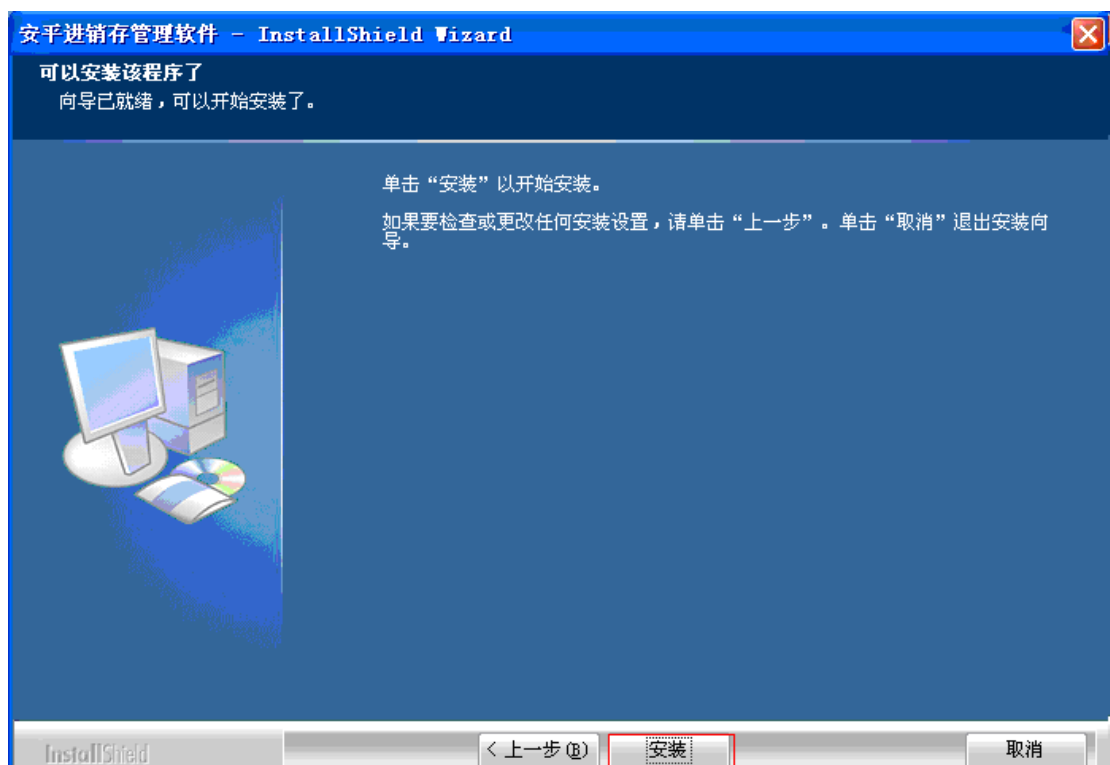 安平进销存管理软件 - InstallShield Wizard
可以安装该程序了
向导已就绪，可以开始安装了。
单击“安装”以开始安装。
如果要检查或更改任何安装设置，请单击“上一步”。单击“取消”退出安装向
导。
InstallShield
< 上一步(B)
安装
取消